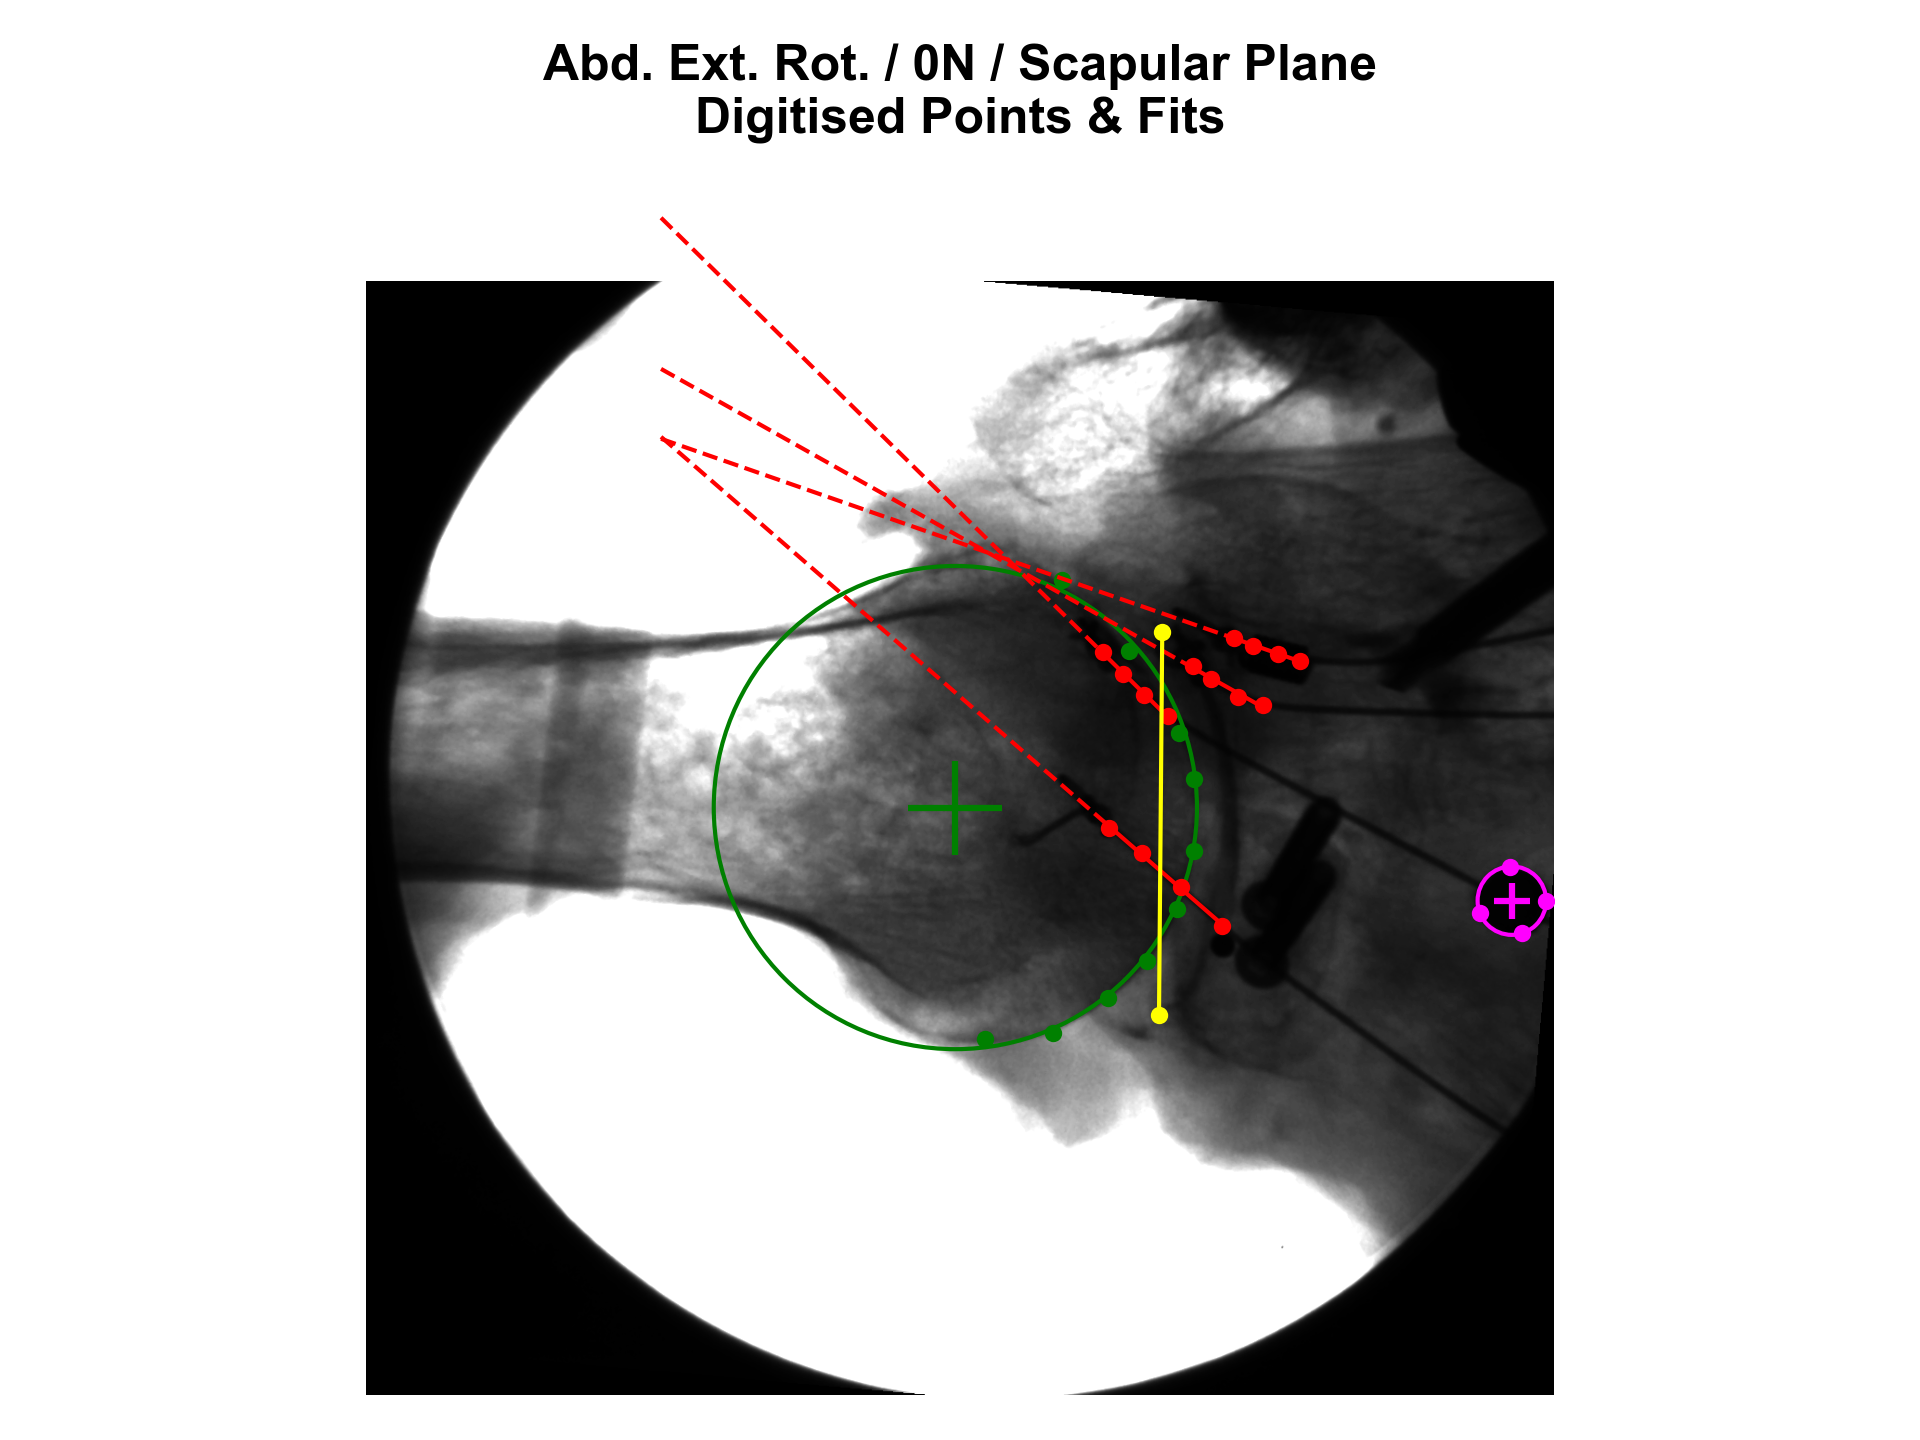 Abd. Ext. Rot. / 0N / Scapular Plane
Digitised Points & Fits